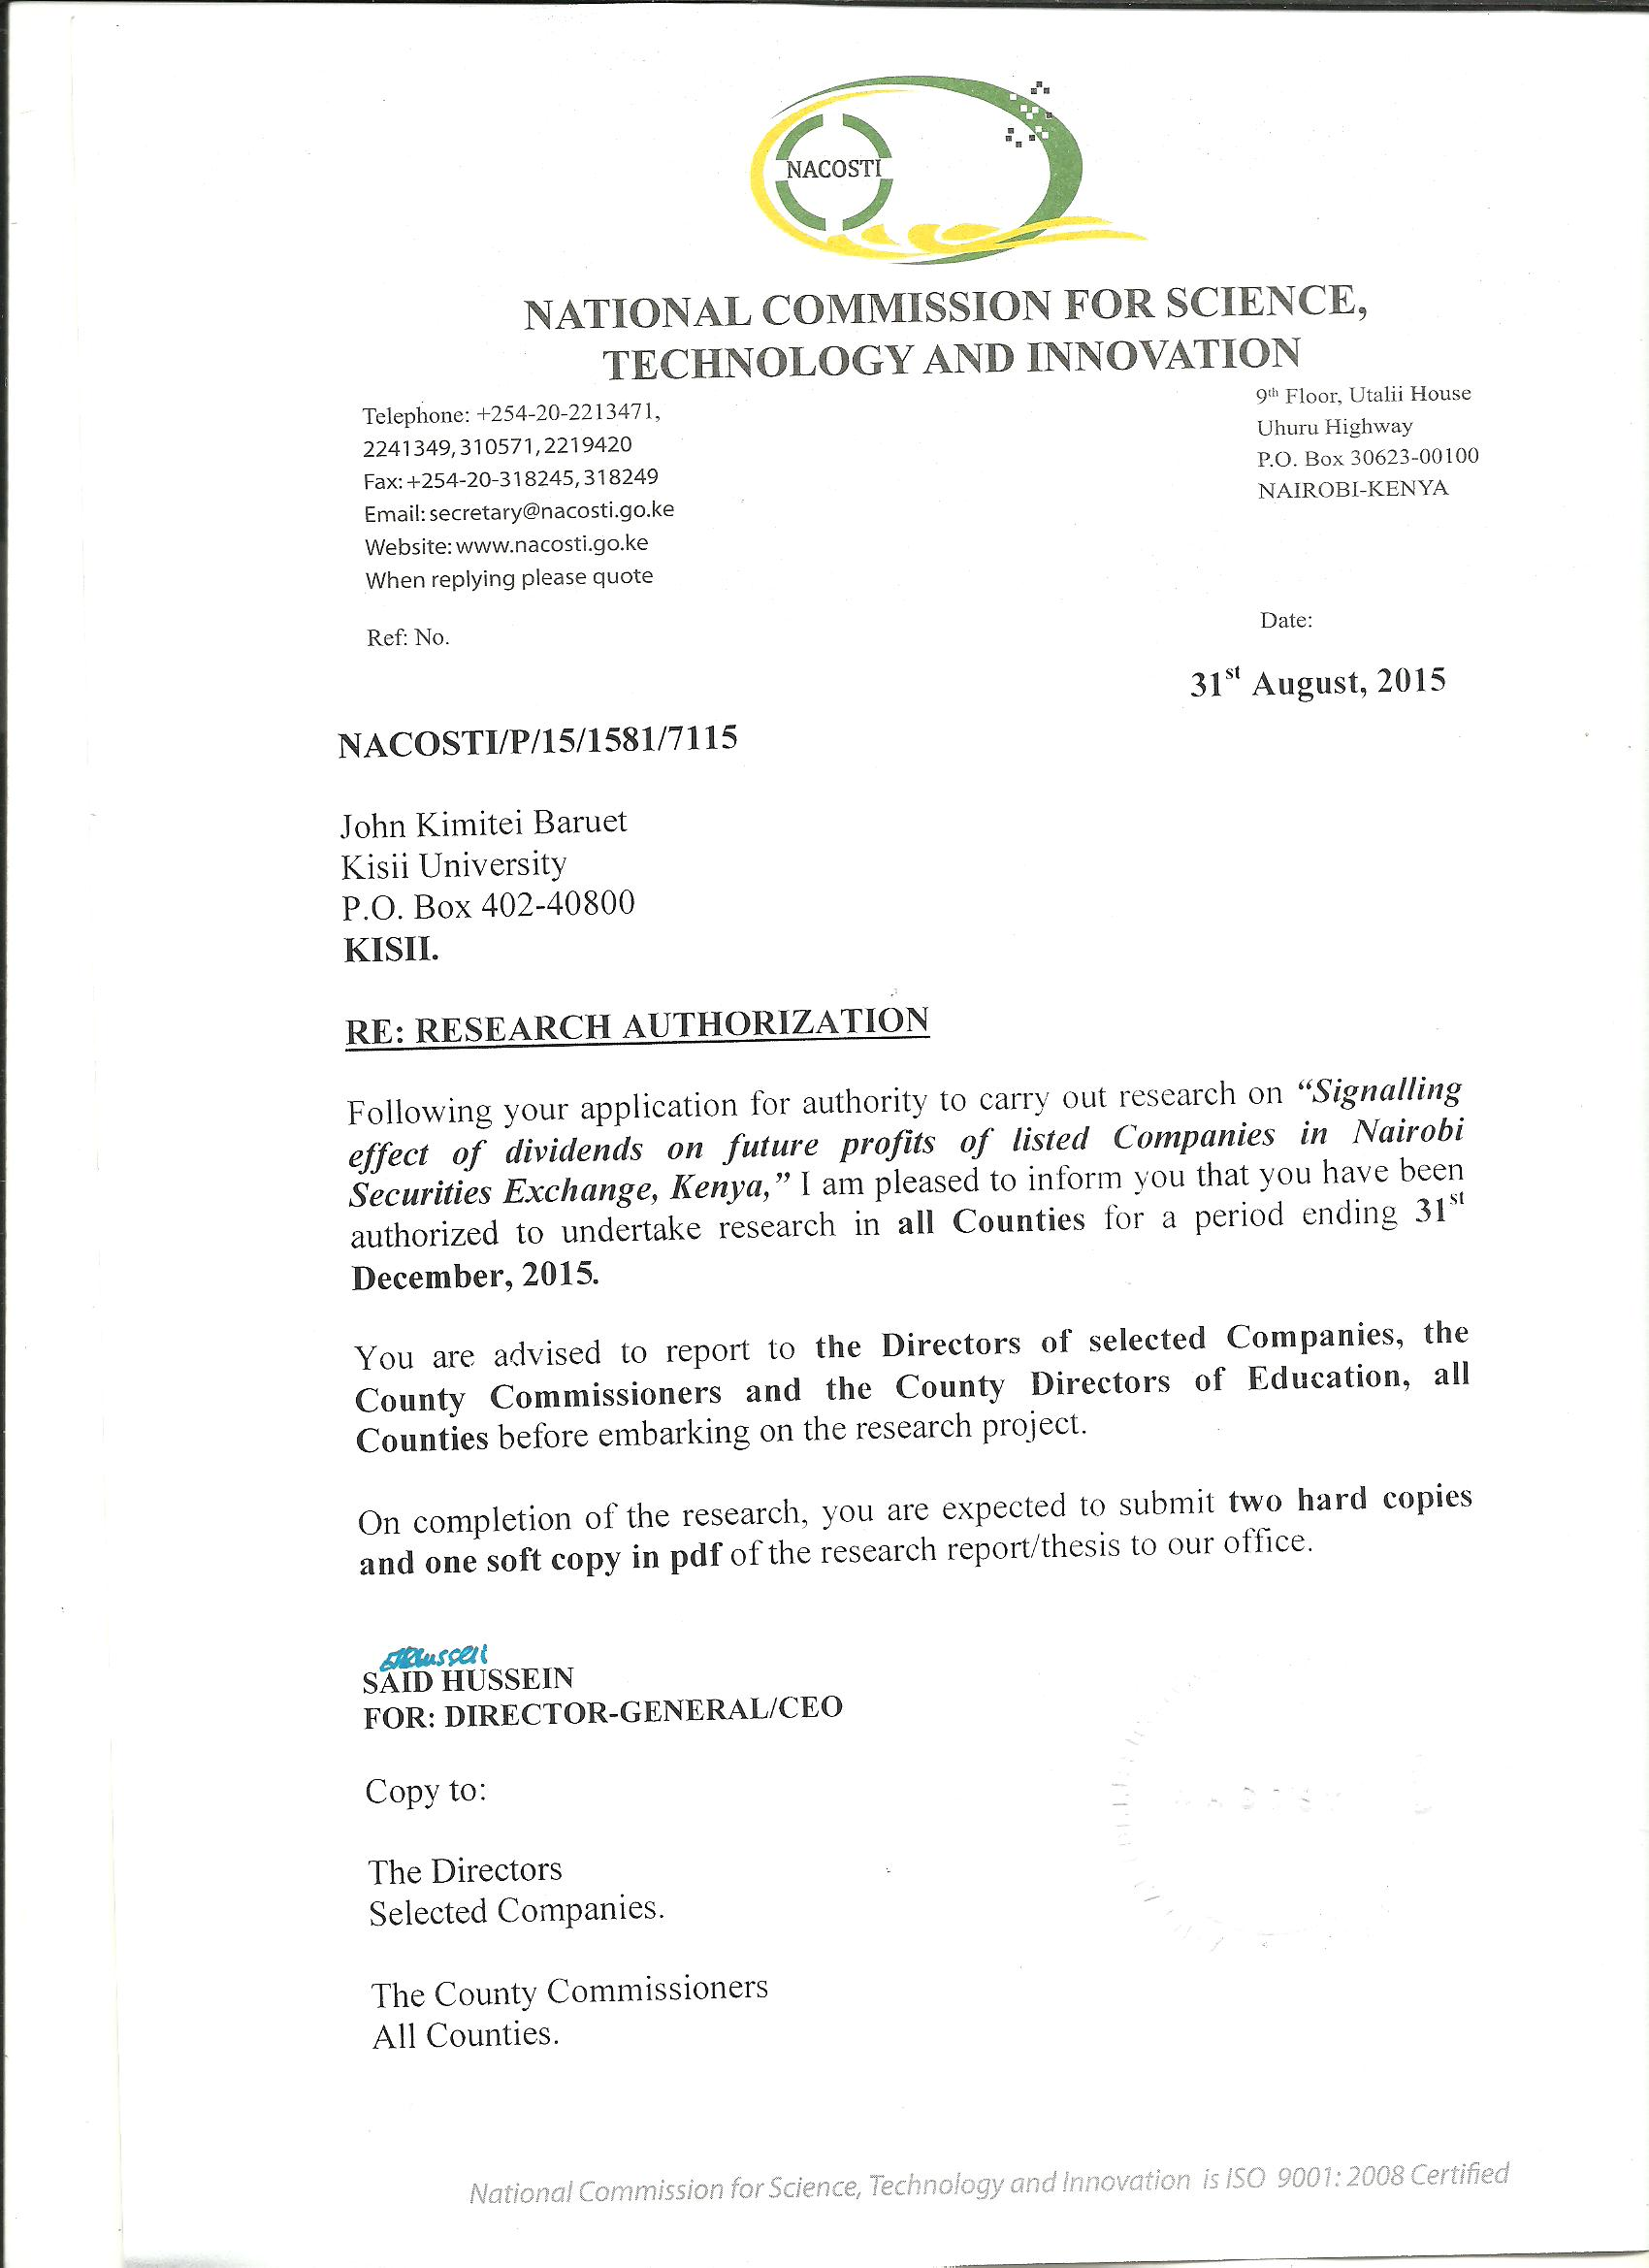 NACOSTI
NATIONAL COMMISSION FOR SCIENCE,
TECHNOLOGY AND INNOVATION
Telephone: +254-20-2213471,
2241349,310571,2219420
Fax:+254-20-318245,318249
Email:secretary@nacosti.go.ke
Website:www.nacosti.go.ke
When replying please quote
9th Floor, Utalii House
Uhuru Highway
P.O. Box 30623-00100
NAIROBI-KENYA
Ref: No.
Date:
31st August, 2015
NACOSTI/P/15/1581/7115
John Kimitei Baruet
Kisii University
P.O. Box 402-40800
KISII.
RE: RESEARCH AUTHORIZATION
Following your application for authority to carry out research on “Signalling
effect of dividends on future profits of listed Companies in Nairobi
Securities Exchange, Kenya,” I am pleased to inform you that you have been
authorized to undertake research in all Counties for a period ending 31st
December, 2015.
You are advised to report to the Directors of selected Companies, the
County Commissioners and the County Directors of Education, all
Counties before embarking on the research project.
On completion of the research, you are expected to submit two hard copies
and one soft copy in pdf of the research report/thesis to our office.
SAID HUSSEIN
FOR: DIRECTOR-GENERAL/CEO
Copy to:
The Directors
Selected Companies.
The County Commissioners
All Counties.
National Commission for Science, Technology and Innovation is ISO 9001: 2008 Certified